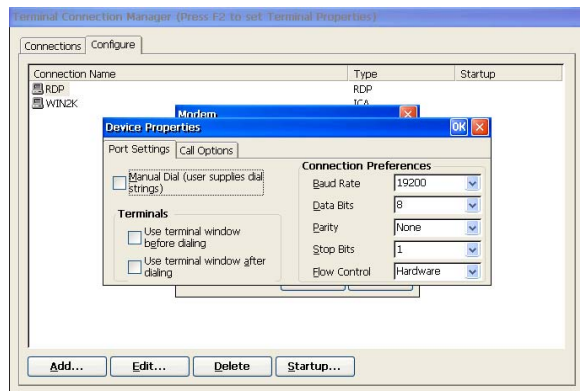 Terminal Connection Manager (Press F2 to set Terminal Properties)
Connections Configure
Connection Name Type Startup
RDP RDP
WIN2K ICA
Modem
Device Properties OK
Port Settings Call Options
Manual Dial (user supplies dial
strings)
Terminals
Use terminal window
before dialing
Use terminal window after
dialing
Connection Preferences
Baud Rate 19200
Data Bits 8
Parity None
Stop Bits 1
Flow Control Hardware
Add... Edit... Delete Startup...